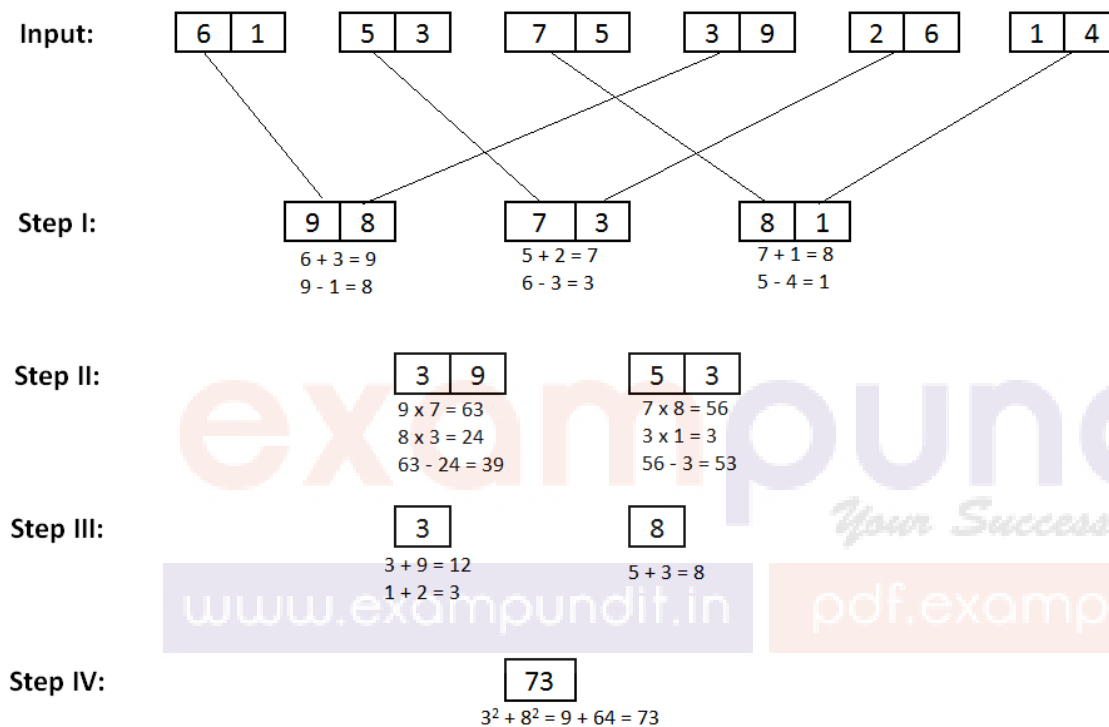 Input: 6 1 5 3 7 5 3 9 2 6 1 4
Step I: 9 8 7 3 8 1
6 + 3 = 9 5 + 2 = 7 7 + 1 = 8
9 - 1 = 8 6 - 3 = 3 5 - 4 = 1
Step II: 3 9 5 3
9 x 7 = 63 7 x 8 = 56
8 x 3 = 24 3 x 1 = 3
63 - 24 = 39 56 - 3 = 53
exampund
Your Success
Step III: 3 8
3 + 9 = 12 5 + 3 = 8
1 + 2 = 3
www.exampundit.in pdf.examp
Step IV: 73
3² + 8² = 9 + 64 = 73